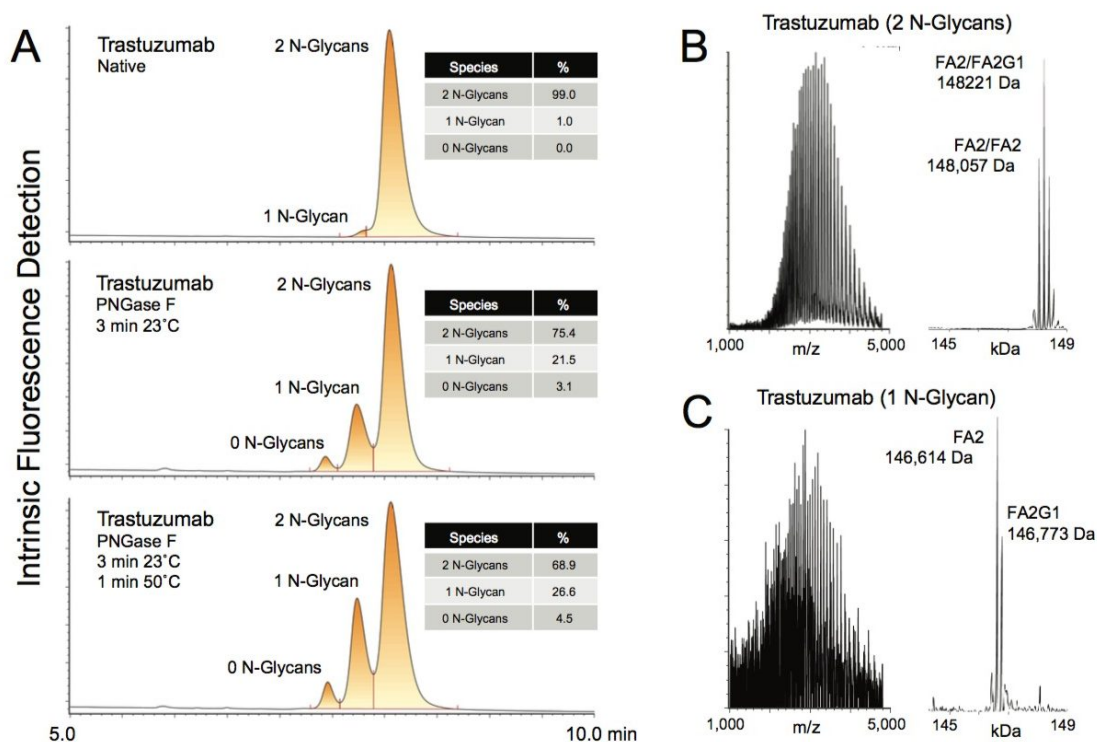 A
Intrinsic Fluorescence Detection
Trastuzumab
Native
2 N-Glycans
1 N-Glycan
Species %
2 N-Glycans 99.0
1 N-Glycan 1.0
0 N-Glycans 0.0
Trastuzumab
PNGase F
3 min 23˚C
2 N-Glycans
1 N-Glycan
0 N-Glycans
Species %
2 N-Glycans 75.4
1 N-Glycan 21.5
0 N-Glycans 3.1
Trastuzumab
PNGase F
3 min 23˚C
1 min 50˚C
2 N-Glycans
1 N-Glycan
0 N-Glycans
Species %
2 N-Glycans 68.9
1 N-Glycan 26.6
0 N-Glycans 4.5
5.0 10.0 min
B
Trastuzumab (2 N-Glycans)
FA2/FA2G1
148221 Da
FA2/FA2
148,057 Da
1,000 m/z 5,000
145 kDa 149
C
Trastuzumab (1 N-Glycan)
FA2
146,614 Da
FA2G1
146,773 Da
1,000 m/z 5,000
145 kDa 149